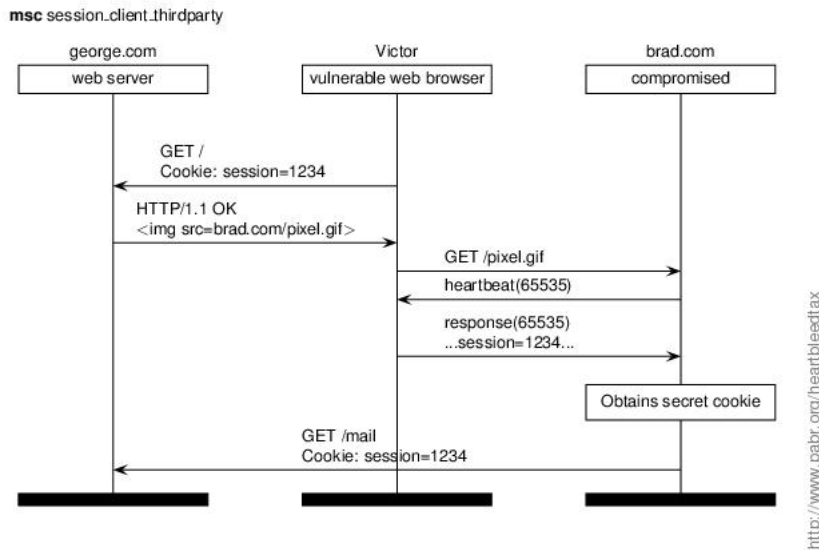 msc session_client_thirdparty
george.com
Victor
brad.com
web server
vulnerable web browser
compromised
GET /
Cookie: session=1234
HTTP/1.1 OK
<img src=brad.com/pixel.gif>
GET /pixel.gif
heartbeat(65535)
response(65535)
...session=1234...
Obtains secret cookie
GET /mail
Cookie: session=1234
http://www.pabr.org/heartbleedtax